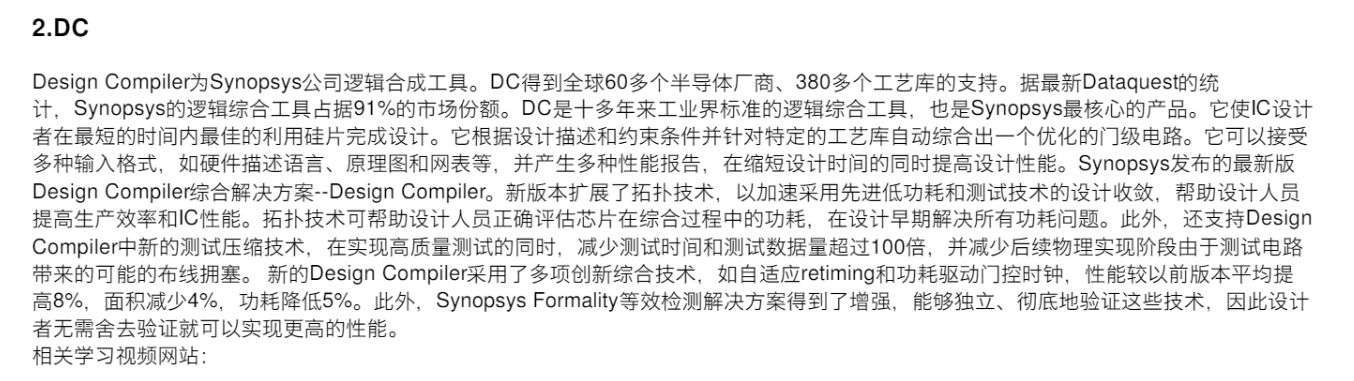 2.DC
Design Compiler为Synopsys公司逻辑合成工具。DC得到全球60多个半导体厂商、380多个工艺库的支持。据最新Dataquest的统
计，Synopsys的逻辑综合工具占据91%的市场份额。DC是十多年来工业界标准的逻辑综合工具，也是Synopsys最核心的产品。它使IC设计
者在最短的时间内最佳的利用硅片完成设计。它根据设计描述和约束条件并针对特定的工艺库自动综合出一个优化的门级电路。它可以接受
多种输入格式，如硬件描述语言、原理图和网表等，并产生多种性能报告，在缩短设计时间的同时提高设计性能。Synopsys发布的最新版
Design Compiler综合解决方案--Design Compiler。新版本扩展了拓扑技术，以加速采用先进低功耗和测试技术的设计收敛，帮助设计人员
提高生产效率和IC性能。拓扑技术可帮助设计人员正确评估芯片在综合过程中的功耗，在设计早期解决所有功耗问题。此外，还支持Design
Compiler中新的测试压缩技术，在实现高质量测试的同时，减少测试时间和测试数据量超过100倍，并减少后续物理实现阶段由于测试电路
带来的可能的布线拥塞。 新的Design Compiler采用了多项创新综合技术，如自适应retiming和功耗驱动门控时钟，性能较以前版本平均提
高8%，面积减少4%，功耗降低5%。此外，Synopsys Formality等效检测解决方案得到了增强，能够独立、彻底地验证这些技术，因此设计
者无需舍去验证就可以实现更高的性能。
相关学习视频网站：